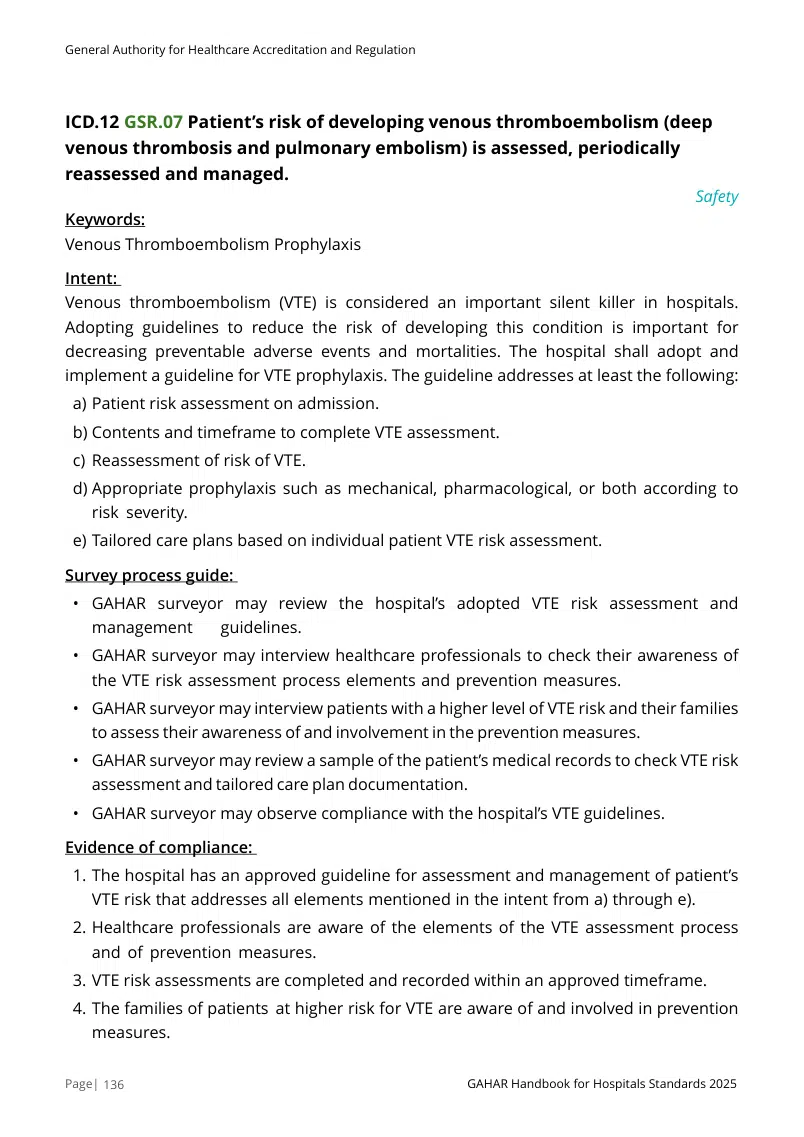 General Authority for Healthcare Accreditation and Regulation
ICD.12 GSR.07 Patient’s risk of developing venous thromboembolism (deep
venous thrombosis and pulmonary embolism) is assessed, periodically
reassessed and managed.
Safety
Keywords:
Venous Thromboembolism Prophylaxis
Intent:
Venous thromboembolism (VTE) is considered an important silent killer in hospitals.
Adopting guidelines to reduce the risk of developing this condition is important for
decreasing preventable adverse events and mortalities. The hospital shall adopt and
implement a guideline for VTE prophylaxis. The guideline addresses at least the following:
a) Patient risk assessment on admission.
b) Contents and timeframe to complete VTE assessment.
c) Reassessment of risk of VTE.
d) Appropriate prophylaxis such as mechanical, pharmacological, or both according to
risk severity.
e) Tailored care plans based on individual patient VTE risk assessment.
Survey process guide:
• GAHAR surveyor may review the hospital’s adopted VTE risk assessment and
management guidelines.
• GAHAR surveyor may interview healthcare professionals to check their awareness of
the VTE risk assessment process elements and prevention measures.
• GAHAR surveyor may interview patients with a higher level of VTE risk and their families
to assess their awareness of and involvement in the prevention measures.
• GAHAR surveyor may review a sample of the patient’s medical records to check VTE risk
assessment and tailored care plan documentation.
• GAHAR surveyor may observe compliance with the hospital’s VTE guidelines.
Evidence of compliance:
1. The hospital has an approved guideline for assessment and management of patient’s
VTE risk that addresses all elements mentioned in the intent from a) through e).
2. Healthcare professionals are aware of the elements of the VTE assessment process
and of prevention measures.
3. VTE risk assessments are completed and recorded within an approved timeframe.
4. The families of patients at higher risk for VTE are aware of and involved in prevention
measures.
Page| 136
GAHAR Handbook for Hospitals Standards 2025